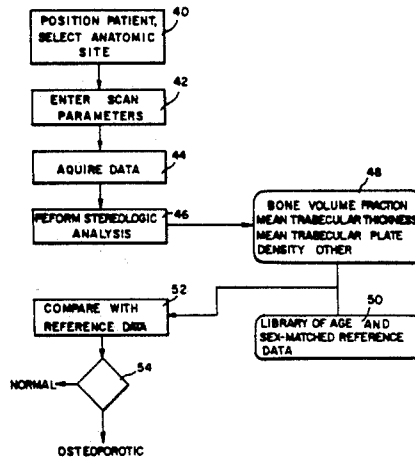 POSITION PATIENT,
SELECT ANATOMIC
SITE
40
ENTER SCAN
PARAMETERS
42
AQUIRE DATA
44
PEFORM STEREOLOGIC
ANALYSIS
46
48
BONE VOLUME FRACTION
MEAN TRABECULAR THICKNESS
MEAN TRABECULAR PLATE
DENSITY OTHER
50
LIBRARY OF AGE AND
SEX-MATCHED REFERENCE
DATA
52
COMPARE WITH
REFERENCE DATA
54
NORMAL
OSTEOPOROTIC